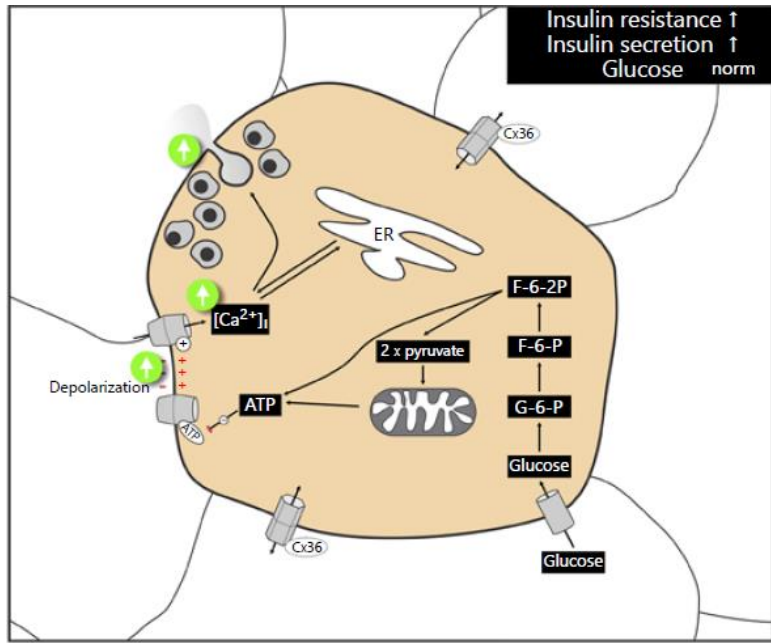 Insulin resistance ↑
Insulin secretion ↑
Glucose norm
Cx36
ER
[Ca²⁺]ᵢ
F-6-2P
2 x pyruvate
F-6-P
+
+
+
+
Depolarization
ATP
-
ATP
G-6-P
Glucose
Cx36
Glucose